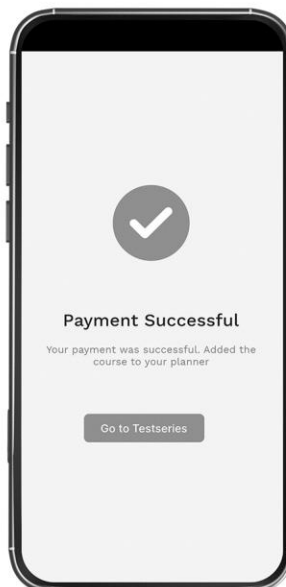 Payment Successful
Your payment was successful. Added the
course to your planner
Go to Testseries